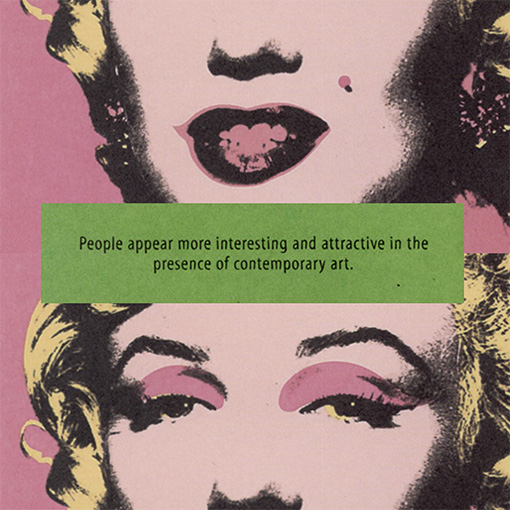 People appear more interesting and attractive in the
presence of contemporary art.